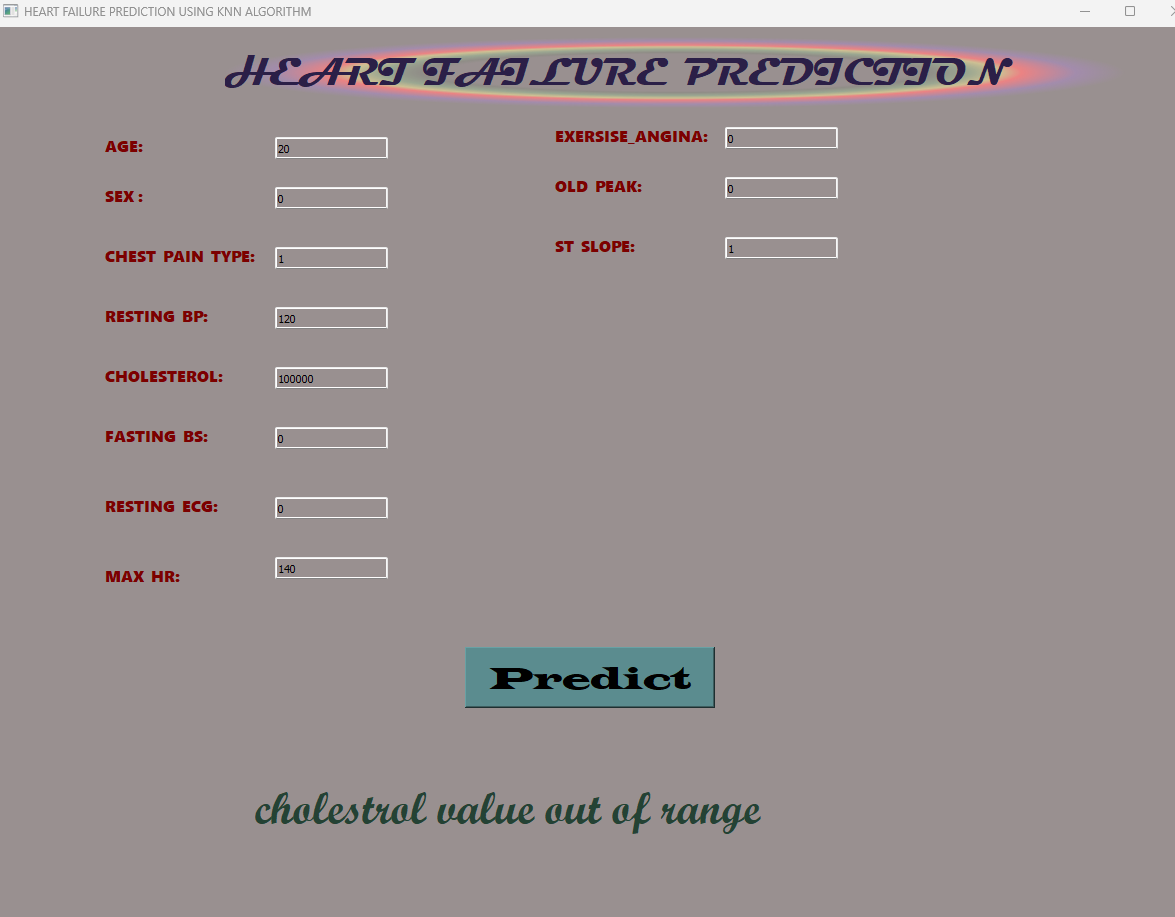 HEART FAILURE PREDICTION USING KNN ALGORITHM
HEART FAILURE PREDICTION
AGE: 20
SEX : 0
CHEST PAIN TYPE: 1
RESTING BP: 120
CHOLESTEROL: 100000
FASTING BS: 0
RESTING ECG: 0
MAX HR: 140
EXERSISE_ANGINA: 0
OLD PEAK: 0
ST SLOPE: 1
Predict
cholestrol value out of range